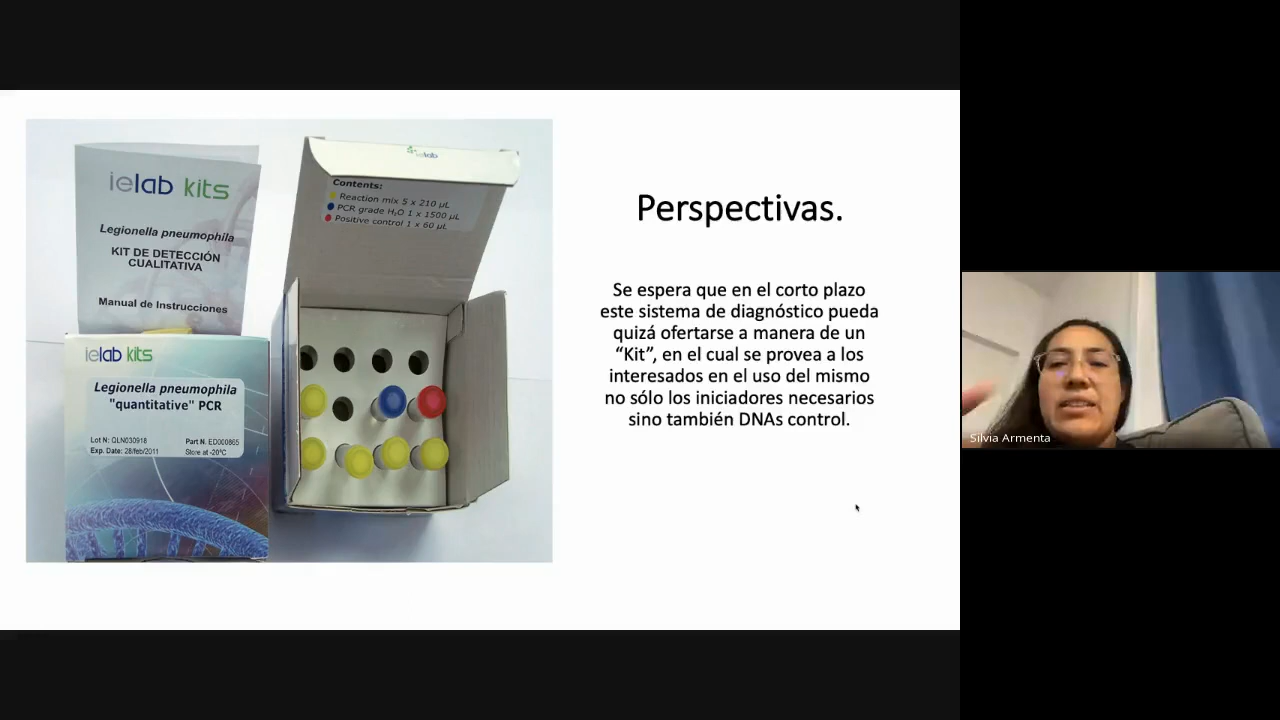 ielab kits
Legionella pneumophila
KIT DE DETECCIÓN
CUALITATIVA
Manual de Instrucciones
ielab kits
Legionella pneumophila
"quantitative" PCR
Lot N: QLN030918 Part N. ED000865
Exp. Date: 28/feb/2011 Store at -20ºC
ielab
Contents:
Reaction mix 5 x 210 µL
PCR grade H₂O 1 x 1500 µL
Positive control 1 x 60 µL
Perspectivas.
Se espera que en el corto plazo
este sistema de diagnóstico pueda
quizá ofertarse a manera de un
“Kit”, en el cual se provea a los
interesados en el uso del mismo
no sólo los iniciadores necesarios
sino también DNAs control.
Silvia Armenta